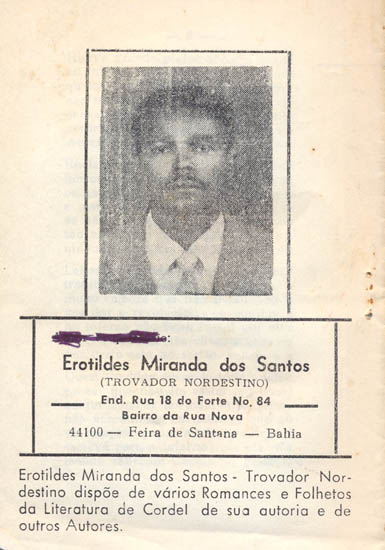 Erotildes Miranda dos Santos
(TROVADOR NORDESTINO)
End. Rua 18 do Forte No, 84
Bairro da Rua Nova
44100 — Feira de Santana — Bahia
Erotildes Miranda dos Santos - Trovador Nor-
destino dispõe de vários Romances e Folhetos
da Literatura de Cordel de sua autoria e de
outros Autores.